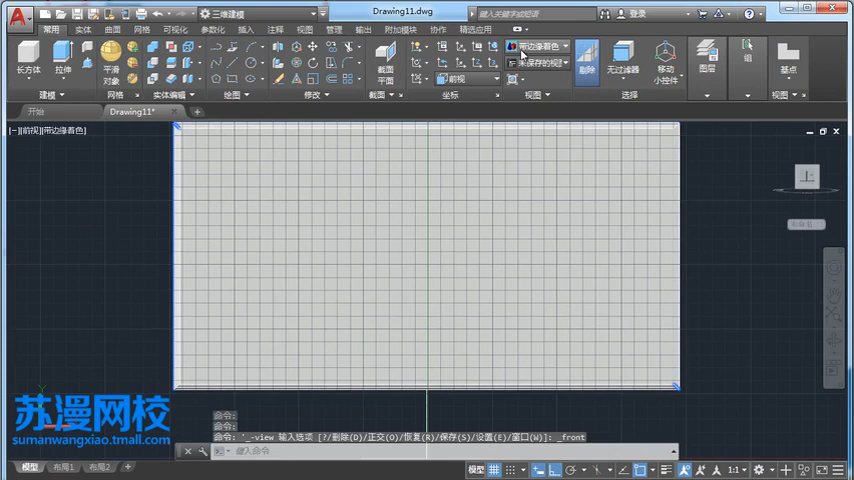 三维建模
Drawing11.dwg
键入关键字或短语
登录
常用
实体
曲面
网格
可视化
参数化
插入
注释
视图
管理
输出
附加模块
协作
精选应用
长方体
拉伸
平滑
对象
截面
平面
带边缘着色
未保存的视图
前视
剔除
无过滤器
移动
小控件
图层
组
基点
建模
网格
实体编辑
绘图
修改
截面
坐标
视图
选择
视图
开始
Drawing11*
[−][前视][带边缘着色]
上
苏漫网校
sumanwangxiao.tmall.com
命令:
命令:
命令: '_-view 输入选项 [?/删除(D)/正交(O)/恢复(R)/保存(S)/设置(E)/窗口(W)]: _front
键入命令
模型
布局1
布局2
模型
1:1